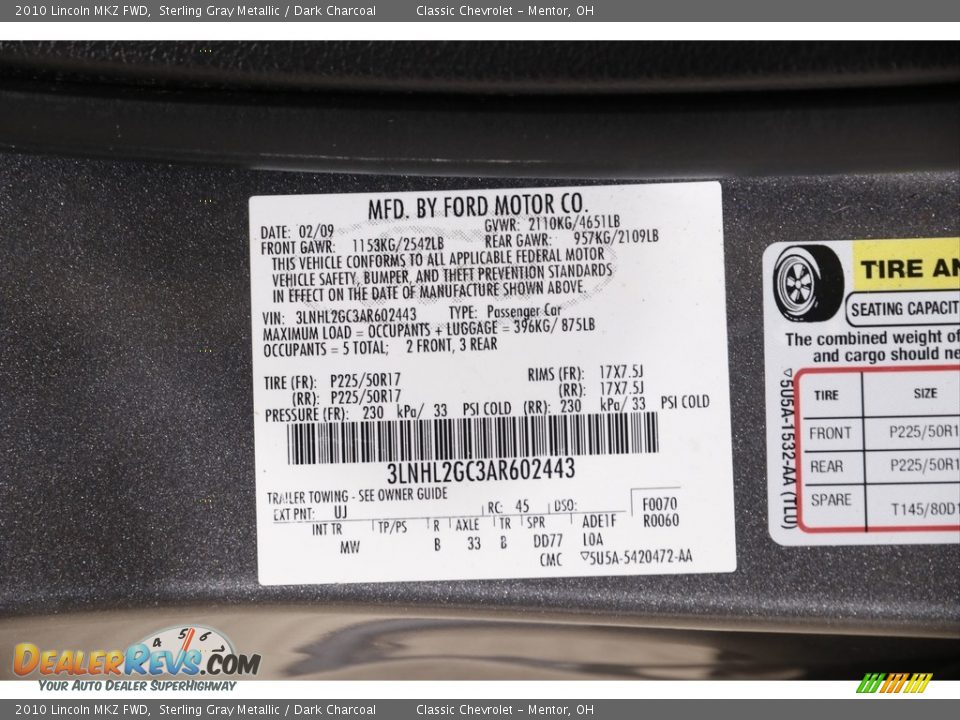 2010 Lincoln MKZ FWD, Sterling Gray Metallic / Dark Charcoal Classic Chevrolet – Mentor, OH
MFD. BY FORD MOTOR CO.
DATE: 02/09 GVWR: 2110KG/4651LB
FRONT GAWR: 1153KG/2542LB REAR GAWR: 957KG/2109LB
THIS VEHICLE CONFORMS TO ALL APPLICABLE FEDERAL MOTOR
VEHICLE SAFETY, BUMPER, AND THEFT PREVENTION STANDARDS
IN EFFECT ON THE DATE OF MANUFACTURE SHOWN ABOVE.
VIN: 3LNHL2GC3AR602443 TYPE: Passenger Car
MAXIMUM LOAD = OCCUPANTS + LUGGAGE = 396KG/ 875LB
OCCUPANTS = 5 TOTAL; 2 FRONT, 3 REAR
TIRE (FR): P225/50R17 RIMS (FR): 17X7.5J
(RR): P225/50R17 (RR): 17X7.5J
PRESSURE (FR): 230 kPa/ 33 PSI COLD (RR): 230 kPa/ 33 PSI COLD
3LNHL2GC3AR602443
TRAILER TOWING - SEE OWNER GUIDE
EXT PNT: UJ RC: 45 DSO: F0070
INT TR TP/PS R AXLE TR SPR ADE1F R0060
MW B 33 B DD77 L0A
CMC ▽5U5A-5420472-AA
TIRE AN
SEATING CAPACIT
The combined weight of
and cargo should ne
TIRE SIZE
FRONT P225/50R1
REAR P225/50R1
SPARE T145/80D1
▽5U5A-1532-AA (TL0)
4 5 6
DEALERREVS.COM
YOUR AUTO DEALER SUPERHIGHWAY
2010 Lincoln MKZ FWD, Sterling Gray Metallic / Dark Charcoal Classic Chevrolet – Mentor, OH